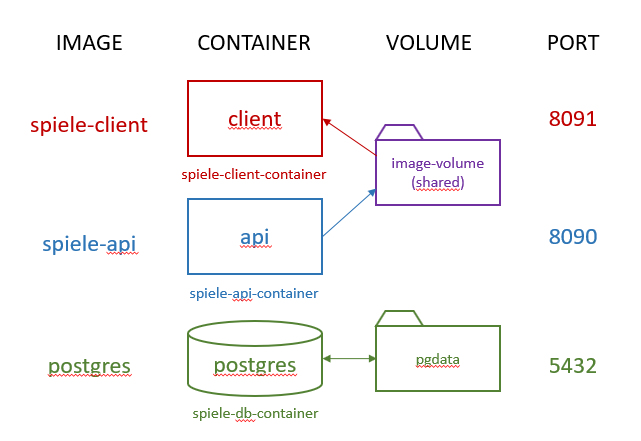 IMAGE CONTAINER VOLUME PORT
spiele-client
client
spiele-client-container
image-volume
(shared)
8091
spiele-api
api
spiele-api-container
8090
postgres
postgres
spiele-db-container
pgdata
5432